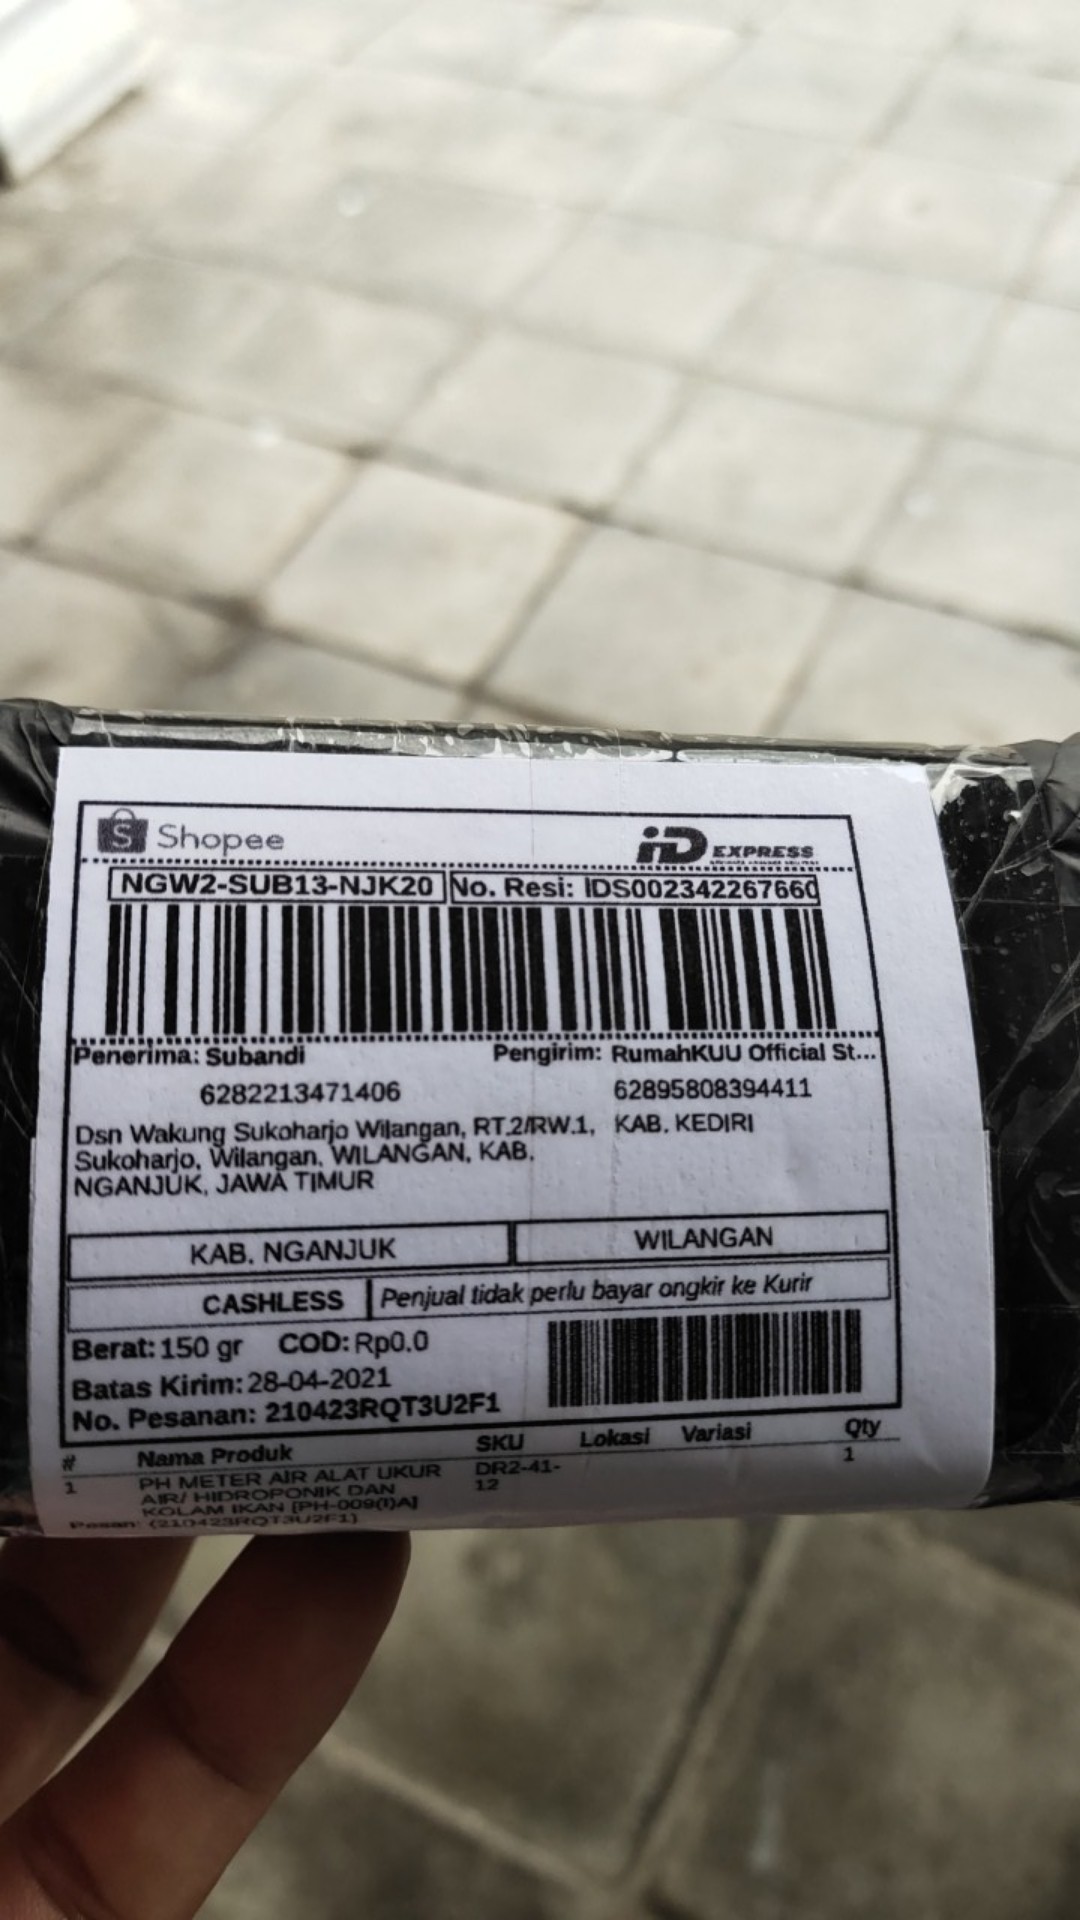 Shopee
iD EXPRESS
NGW2-SUB13-NJK20 No. Resi: IDS002342267660
Penerima: Subandi Pengirim: RumahKUU Official St...
6282213471406 62895808394411
Dsn Wakung Sukoharjo Wilangan, RT.2/RW.1, KAB. KEDIRI
Sukoharjo, Wilangan, WILANGAN, KAB.
NGANJUK, JAWA TIMUR
KAB. NGANJUK WILANGAN
CASHLESS Penjual tidak perlu bayar ongkir ke Kurir
Berat: 150 gr COD: Rp0.0
Batas Kirim: 28-04-2021
No. Pesanan: 210423RQT3U2F1
# Nama Produk SKU Lokasi Variasi Qty
1 PH METER AIR ALAT UKUR DR2-41- 1
AIR/ HIDROPONIK DAN 12
KOLAM IKAN [PH-009(I)A]
Pesan: (210423RQT3U2F1)